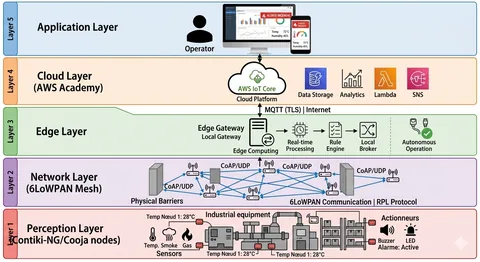 Layer 5
Application Layer
Operator
Layer 4
Cloud Layer
(AWS Academy)
AWS IoT Core
Cloud Platform
Data Storage
Analytics
Lambda
SNS
MQTT (TLS) | Internet
Layer 3
Edge Layer
Edge Gateway
Local Gateway
Edge Computing
Real-time
Processing
Rule
Engine
Local
Broker
Autonomous
Operation
Layer 2
Network Layer
(6LoWPAN Mesh)
CoAP/UDP
CoAP/UDP
CoAP/UDP
CoAP/UDP
Physical Barriers
6LoWPAN Communication | RPL Protocol
Layer 1
Perception Layer
(Contiki-NG/Cooja nodes)
Temp Nœud 1: 28°C
Industrial equipment
Temp. Smoke Gas
Sensors
Temp Nœud 1: 28°C
Temp Nœud 1: 28°C
Actionneurs
Buzzer
LED
Alarme: Active